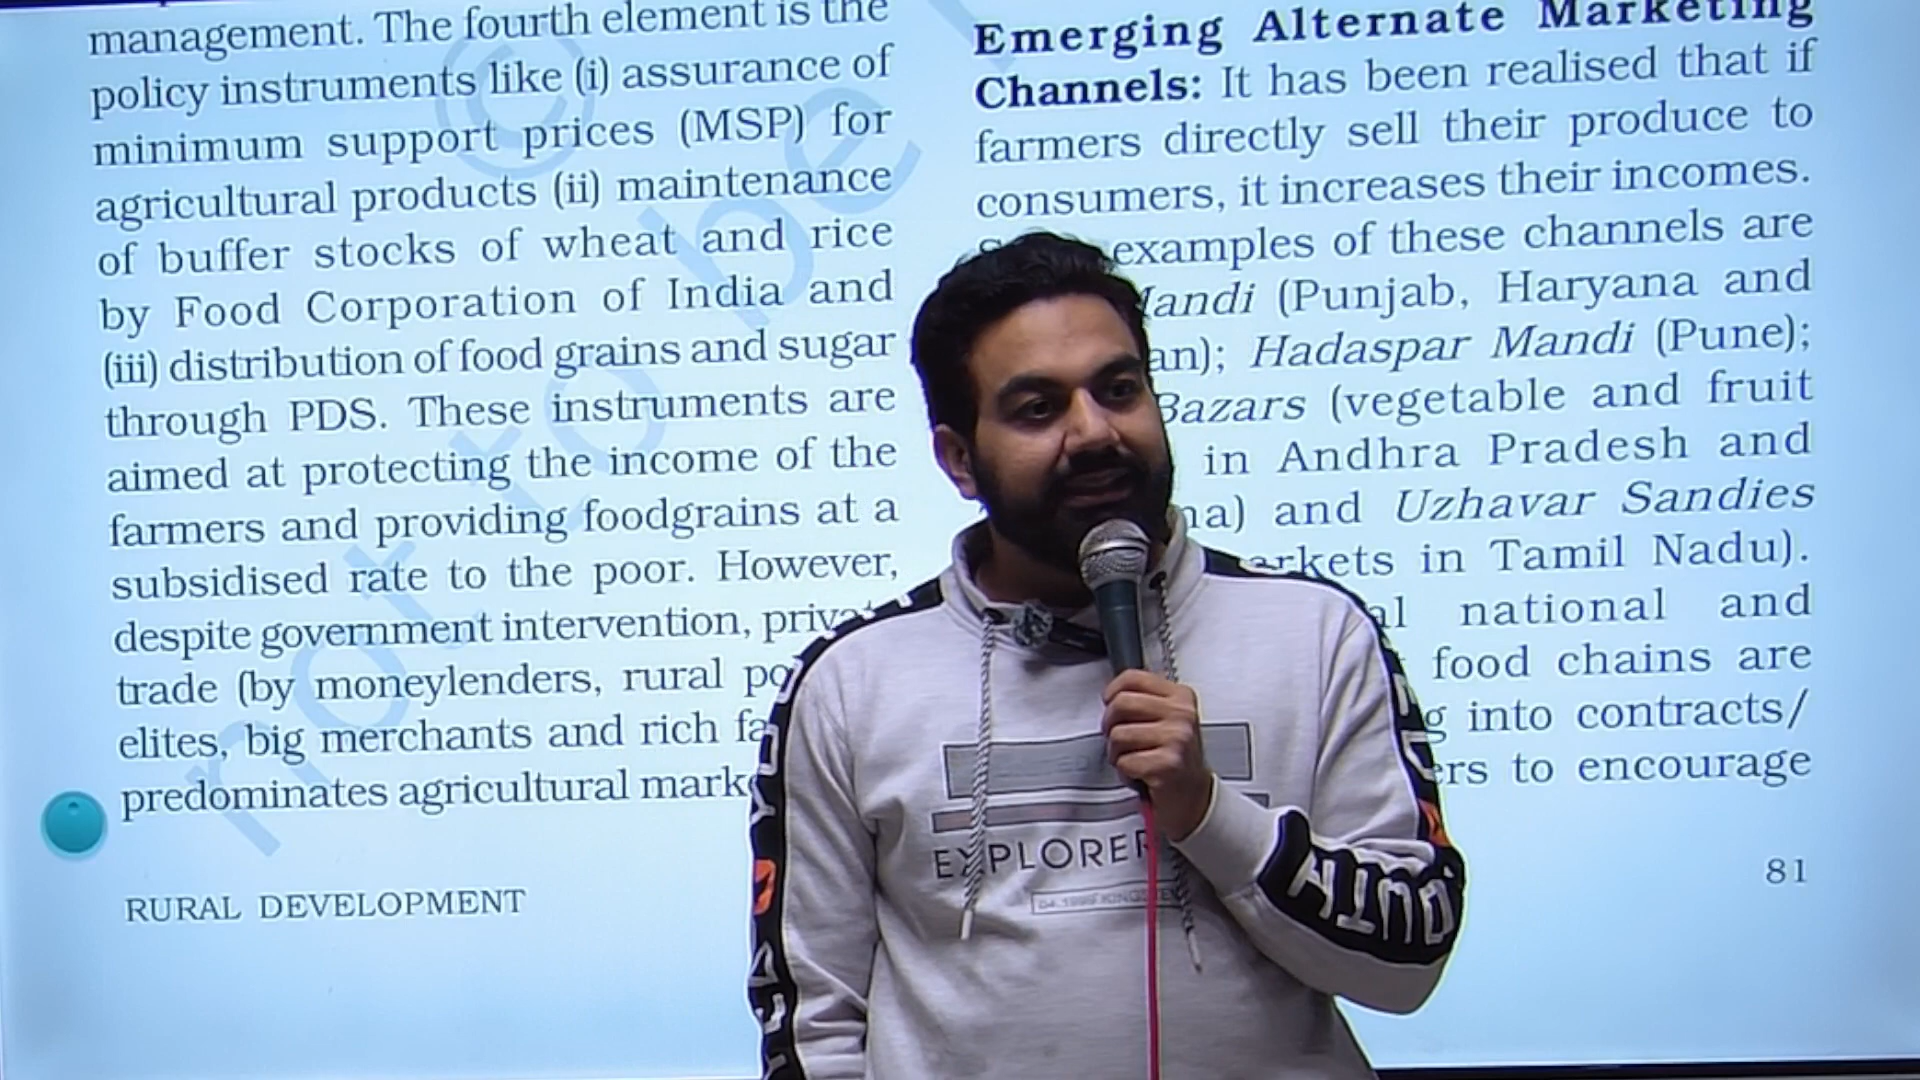 management. The fourth element is the
policy instruments like (i) assurance of
minimum support prices (MSP) for
agricultural products (ii) maintenance
of buffer stocks of wheat and rice
by Food Corporation of India and
(iii) distribution of food grains and sugar
through PDS. These instruments are
aimed at protecting the income of the
farmers and providing foodgrains at a
subsidised rate to the poor. However,
despite government intervention,
trade (by moneylenders, rural
elites, big merchants and rich
predominates agricultural
RURAL DEVELOPMENT
Emerging Alternate Marketing
Channels: It has been realised that if
farmers directly sell their produce to
consumers, it increases their incomes.
examples of these channels are
Mandi (Punjab, Haryana and
Hadaspar Mandi (Pune);
Bazars (vegetable and fruit
in Andhra Pradesh and
and Uzhavar Sandies
in Tamil Nadu).
national and
food chains are
into contracts/
to encourage
81
not to be
©
EXPLORER
YOUTH